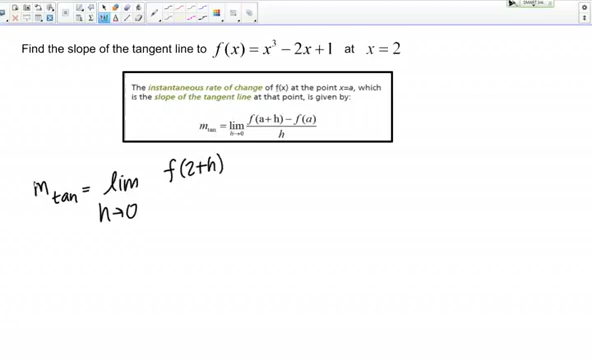 Find the slope of the tangent line to f(x) = x³ − 2x + 1 at x = 2
The instantaneous rate of change of f(x) at the point x=a, which
is the slope of the tangent line at that point, is given by:
m_tan = lim_{h→0} (f(a+h) − f(a)) / h
m_tan = lim_{h→0} f(2+h)